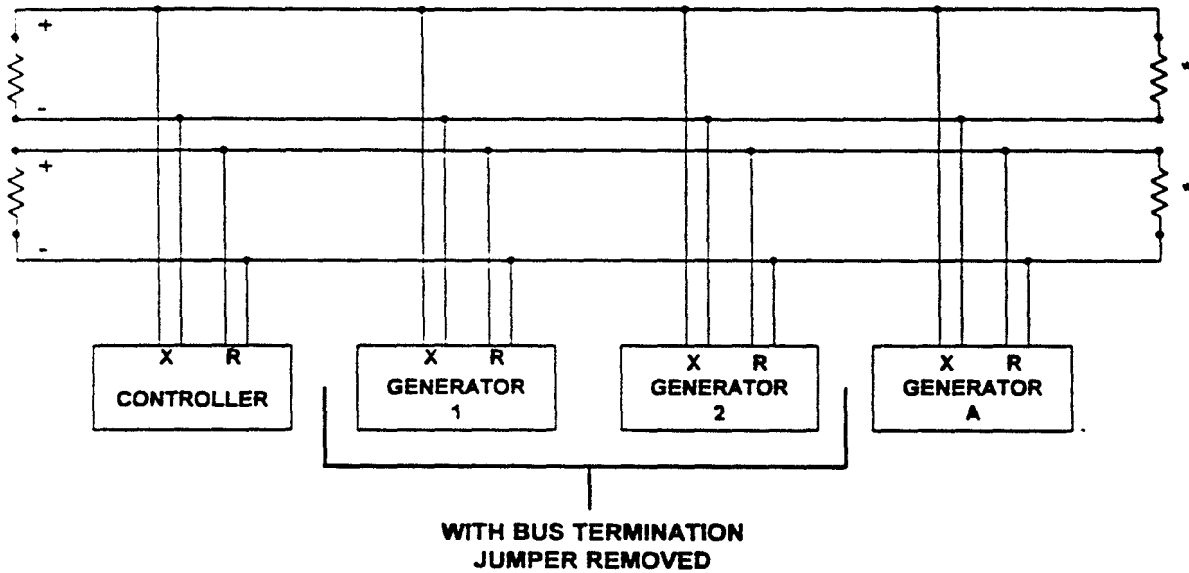 +
-
+
-
X R
CONTROLLER
X R
GENERATOR
1
X R
GENERATOR
2
X R
GENERATOR
A
WITH BUS TERMINATION
JUMPER REMOVED